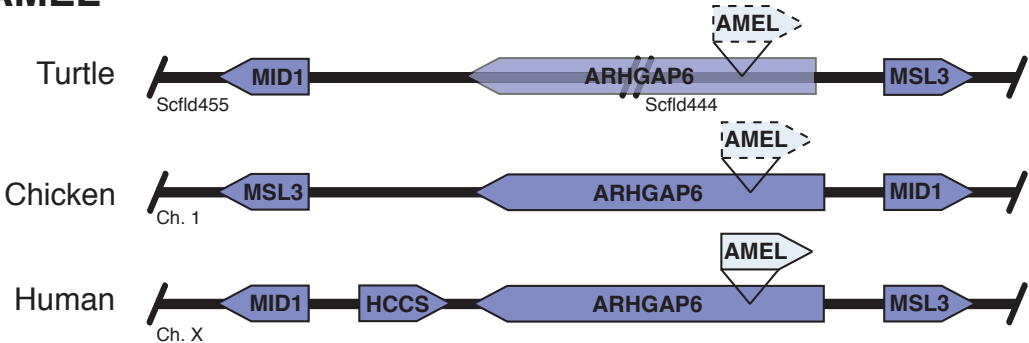 AMEL
AMEL
Turtle MID1 ARHGAP6 MSL3
Scfld455 Scfld444
AMEL
Chicken MSL3 ARHGAP6 MID1
Ch. 1
AMEL
Human MID1 HCCS ARHGAP6 MSL3
Ch. X